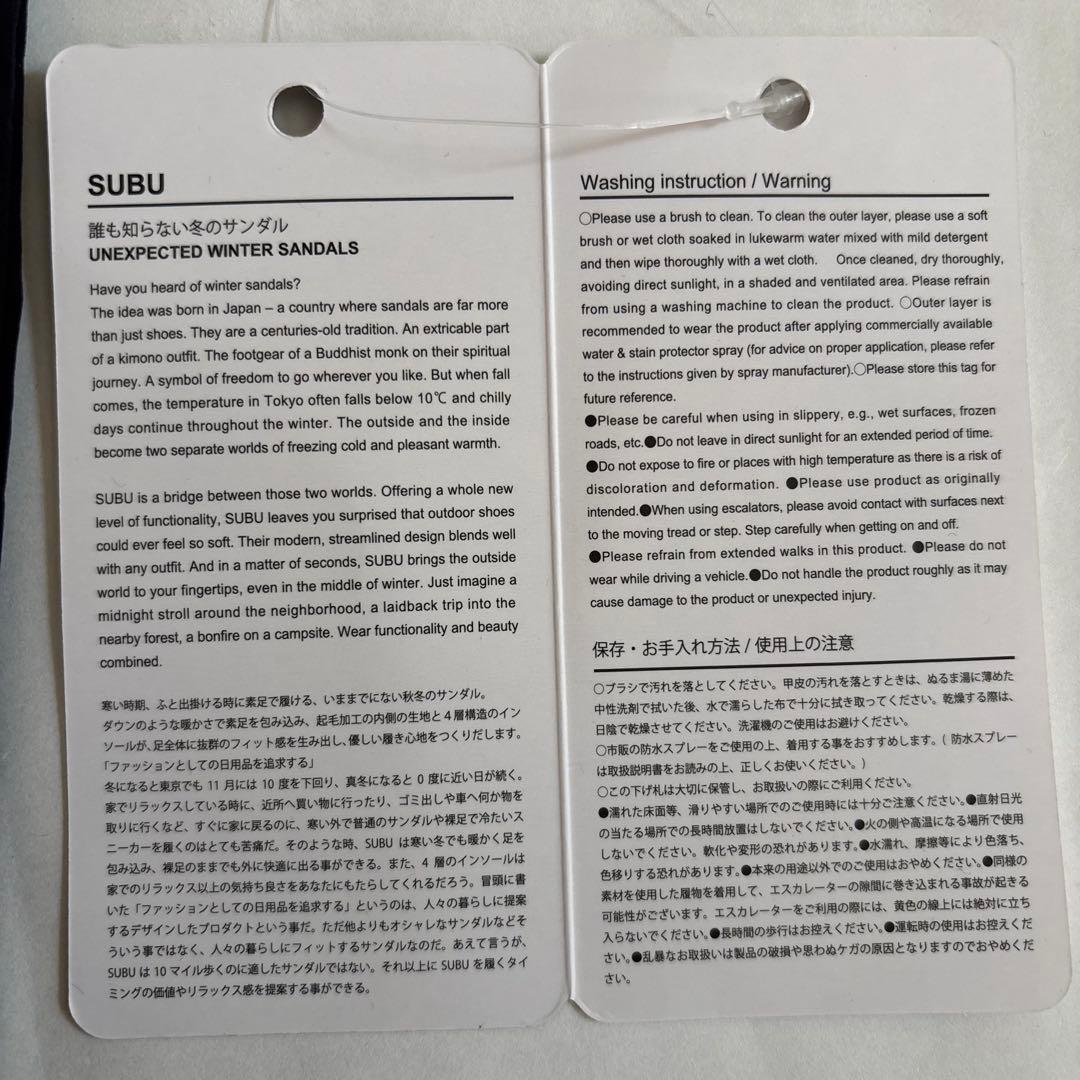 SUBU
誰も知らない冬のサンダル
UNEXPECTED WINTER SANDALS
Have you heard of winter sandals?
The idea was born in Japan – a country where sandals are far more
than just shoes. They are a centuries-old tradition. An extricable part
of a kimono outfit. The footgear of a Buddhist monk on their spiritual
journey. A symbol of freedom to go wherever you like. But when fall
comes, the temperature in Tokyo often falls below 10℃ and chilly
days continue throughout the winter. The outside and the inside
become two separate worlds of freezing cold and pleasant warmth.
SUBU is a bridge between those two worlds. Offering a whole new
level of functionality, SUBU leaves you surprised that outdoor shoes
could ever feel so soft. Their modern, streamlined design blends well
with any outfit. And in a matter of seconds, SUBU brings the outside
world to your fingertips, even in the middle of winter. Just imagine a
midnight stroll around the neighborhood, a laidback trip into the
nearby forest, a bonfire on a campsite. Wear functionality and beauty
combined.
寒い時期、ふと出掛ける時に素足で履ける、いままでにない秋冬のサンダル。
ダウンのような暖かさで素足を包み込み、起毛加工の内側の生地と4層構造のイン
ソールが、足全体に抜群のフィット感を生み出し、優しい履き心地をつくりだします。
「ファッションとしての日用品を追求する」
冬になると東京でも 11 月には 10 度を下回り、真冬になると 0 度に近い日が続く。
家でリラックスしている時に、近所へ買い物に行ったり、ゴミ出しや車へ何か物を
取りに行くなど、すぐに家に戻るのに、寒い外で普通のサンダルや裸足で冷たいス
ニーカーを履くのはとても苦痛だ。そのような時、SUBU は寒い冬でも暖かく足を
包み込み、裸足のままでも外に快適に出る事ができる。また、4 層のインソールは
家でのリラックス以上の気持ち良さをあなたにもたらしてくれるだろう。冒頭に書
いた「ファッションとしての日用品を追求する」というのは、人々の暮らしに提案
するデザインしたプロダクトという事だ。ただ他よりもオシャレなサンダルなどそ
ういう事ではなく、人々の暮らしにフィットするサンダルなのだ。あえて言うが、
SUBU は 10 マイル歩くのに適したサンダルではない。それ以上に SUBU を履くタイ
ミングの価値やリラックス感を提案する事ができる。
Washing instruction / Warning
○Please use a brush to clean. To clean the outer layer, please use a soft
brush or wet cloth soaked in lukewarm water mixed with mild detergent
and then wipe thoroughly with a wet cloth. Once cleaned, dry thoroughly,
avoiding direct sunlight, in a shaded and ventilated area. Please refrain
from using a washing machine to clean the product. ○Outer layer is
recommended to wear the product after applying commercially available
water & stain protector spray (for advice on proper application, please refer
to the instructions given by spray manufacturer).○Please store this tag for
future reference.
●Please be careful when using in slippery, e.g., wet surfaces, frozen
roads, etc.●Do not leave in direct sunlight for an extended period of time.
●Do not expose to fire or places with high temperature as there is a risk of
discoloration and deformation. ●Please use product as originally
intended.●When using escalators, please avoid contact with surfaces next
to the moving tread or step. Step carefully when getting on and off.
●Please refrain from extended walks in this product. ●Please do not
wear while driving a vehicle.●Do not handle the product roughly as it may
cause damage to the product or unexpected injury.
保存・お手入れ方法 / 使用上の注意
○ブラシで汚れを落としてください。甲皮の汚れを落とすときは、ぬるま湯に薄めた
中性洗剤で拭いた後、水で濡らした布で十分に拭き取ってください。乾燥する際は、
日陰で乾燥させてください。洗濯機のご使用はお避けください。
○市販の防水スプレーをご使用の上、着用する事をおすすめします。( 防水スプレー
は取扱説明書をお読みの上、正しくお使いください。)
○この下げ札は大切に保管し、お取扱いの際にご利用ください。
●濡れた床面等、滑りやすい場所でのご使用時には十分ご注意ください。●直射日光
の当たる場所での長時間放置はしないでください。●火の側や高温になる場所で使用
しないでください。軟化や変形の恐れがあります。●水濡れ、摩擦等により色落ち、
色移りする恐れがあります。●本来の用途以外でのご使用はおやめください。●同様の
素材を使用した履物を着用して、エスカレーターの隙間に巻き込まれる事故が起きる
可能性がございます。エスカレーターをご利用の際には、黄色の線上には絶対に立ち
入らないでください。●長時間の歩行はお控えください。●運転時の使用はお控えくだ
さい。●乱暴なお取扱いは製品の破損や思わぬケガの原因となりますのでおやめくだ
さい。